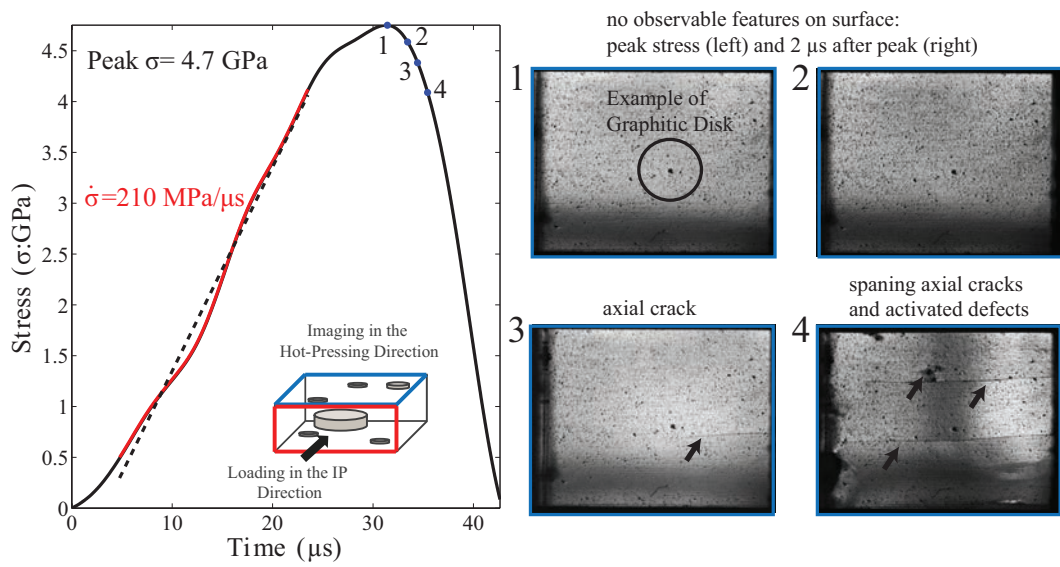 Peak σ= 4.7 GPa
σ̇=210 MPa/μs
1
2
3
4
Imaging in the
Hot-Pressing Direction
Loading in the IP
Direction
Stress (σ:GPa)
4.5
4
3.5
3
2.5
2
1.5
1
0.5
0
10
20
30
40
Time (μs)
no observable features on surface:
peak stress (left) and 2 μs after peak (right)
1
Example of
Graphitic Disk
2
axial crack
3
spaning axial cracks
and activated defects
4